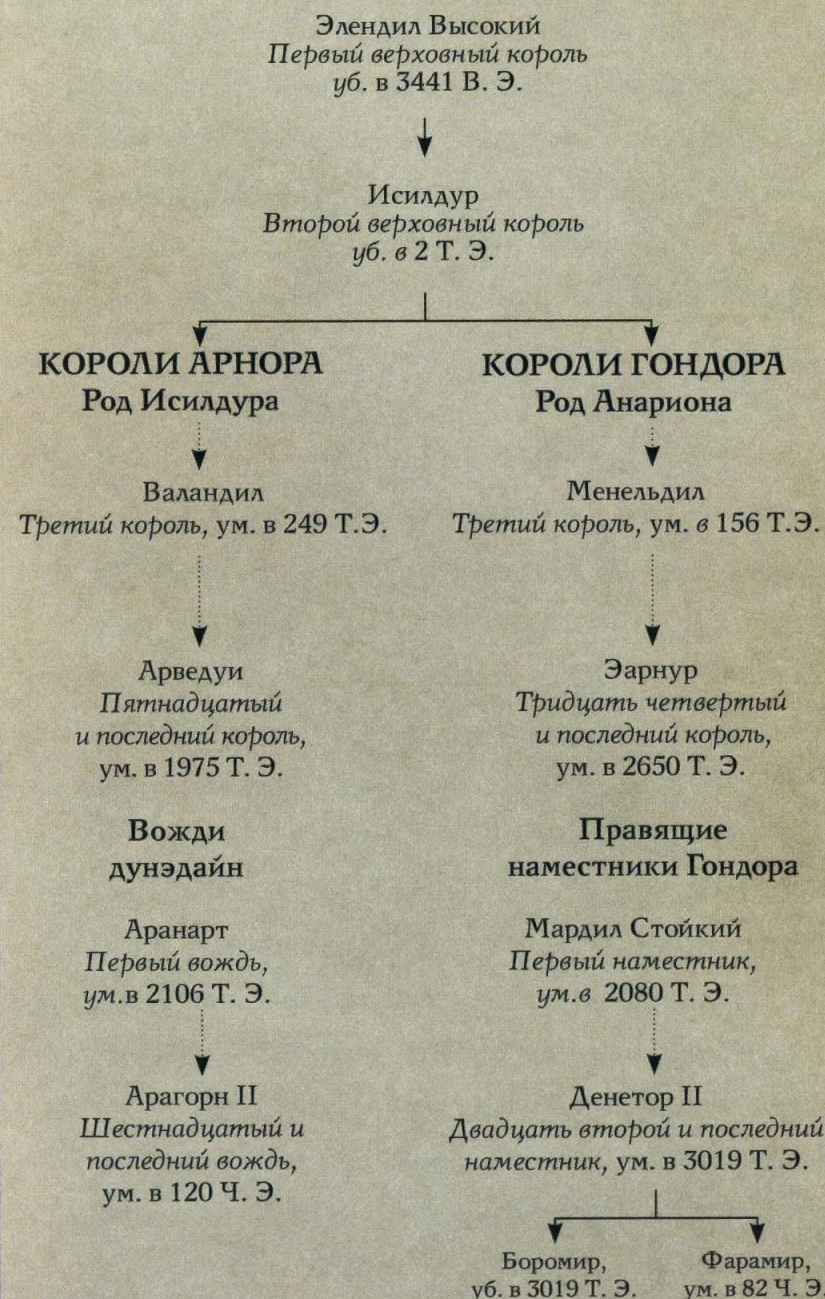 Элендил Высокий
Первый верховный король
уб. в 3441 В. Э.
Исилдур
Второй верховный король
уб. в 2 Т. Э.
КОРОЛИ АРНОРА
Род Исилдура
Валандил
Третий король, ум. в 249 Т.Э.
Арведуи
Пятнадцатый
и последний король,
ум. в 1975 Т. Э.
Вожди
дунэдайн
Аранарт
Первый вождь,
ум.в 2106 Т. Э.
Арагорн II
Шестнадцатый и
последний вождь,
ум. в 120 Ч. Э.
КОРОЛИ ГОНДОРА
Род Анариона
Менельдил
Третий король, ум. в 156 Т.Э.
Эарнур
Тридцать четвертый
и последний король,
ум. в 2650 Т. Э.
Правящие
наместники Гондора
Мардил Стойкий
Первый наместник,
ум.в 2080 Т. Э.
Денетор II
Двадцать второй и последний
наместник, ум. в 3019 Т. Э.
Боромир,
уб. в 3019 Т. Э.
Фарамир,
ум. в 82 Ч. Э.